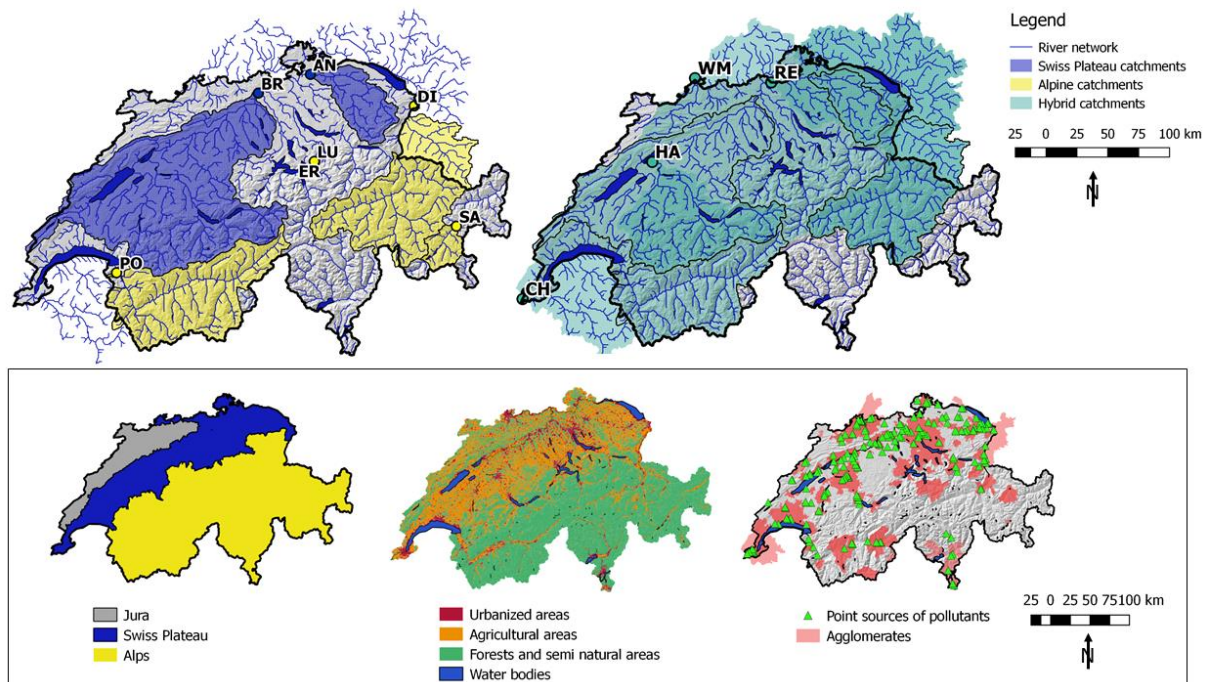 AN
BR
DI
LU
ER
SA
PO
WM
RE
HA
CH
Legend
River network
Swiss Plateau catchments
Alpine catchments
Hybrid catchments
25 0 25 50 75 100 km
N
Jura
Swiss Plateau
Alps
Urbanized areas
Agricultural areas
Forests and semi natural areas
Water bodies
Point sources of pollutants
Agglomerates
25 0 25 50 75 100 km
N